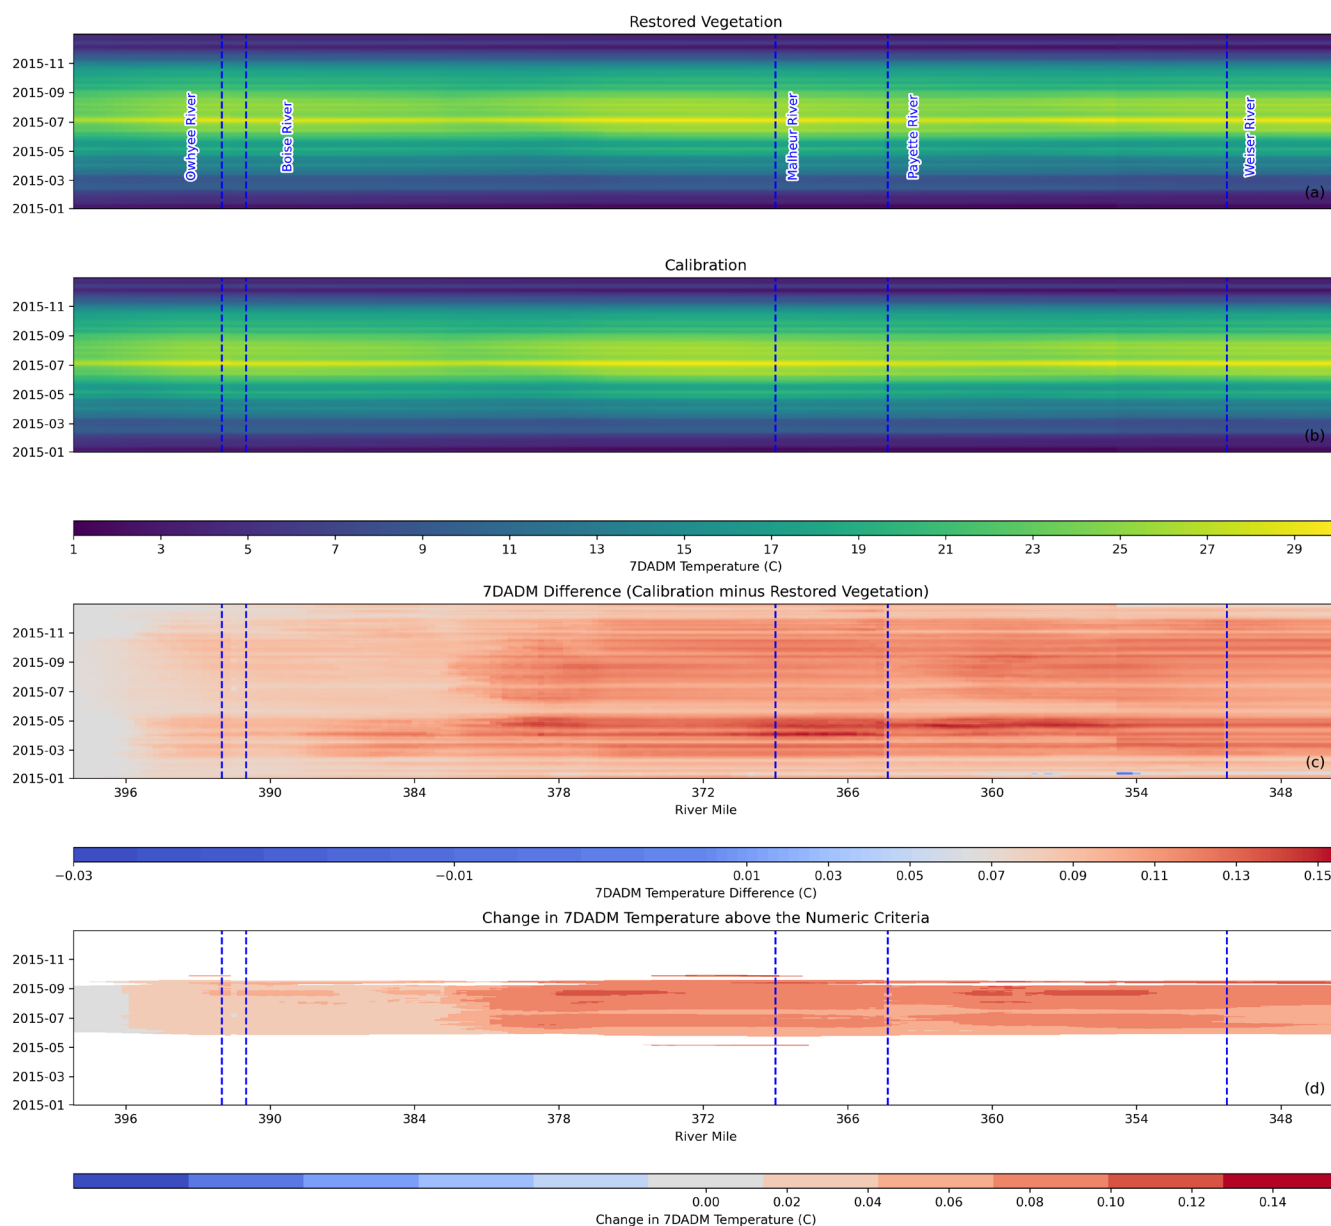 Restored Vegetation
2015-11
2015-09
2015-07
2015-05
2015-03
2015-01
Owhyee River
Boise River
Malheur River
Payette River
Weiser River
(a)
Calibration
2015-11
2015-09
2015-07
2015-05
2015-03
2015-01
(b)
1 3 5 7 9 11 13 15 17 19 21 23 25 27 29
7DADM Temperature (C)
7DADM Difference (Calibration minus Restored Vegetation)
2015-11
2015-09
2015-07
2015-05
2015-03
2015-01
(c)
396 390 384 378 372 366 360 354 348
River Mile
−0.03 −0.01 0.01 0.03 0.05 0.07 0.09 0.11 0.13 0.15
7DADM Temperature Difference (C)
Change in 7DADM Temperature above the Numeric Criteria
2015-11
2015-09
2015-07
2015-05
2015-03
2015-01
(d)
396 390 384 378 372 366 360 354 348
River Mile
0.00 0.02 0.04 0.06 0.08 0.10 0.12 0.14
Change in 7DADM Temperature (C)